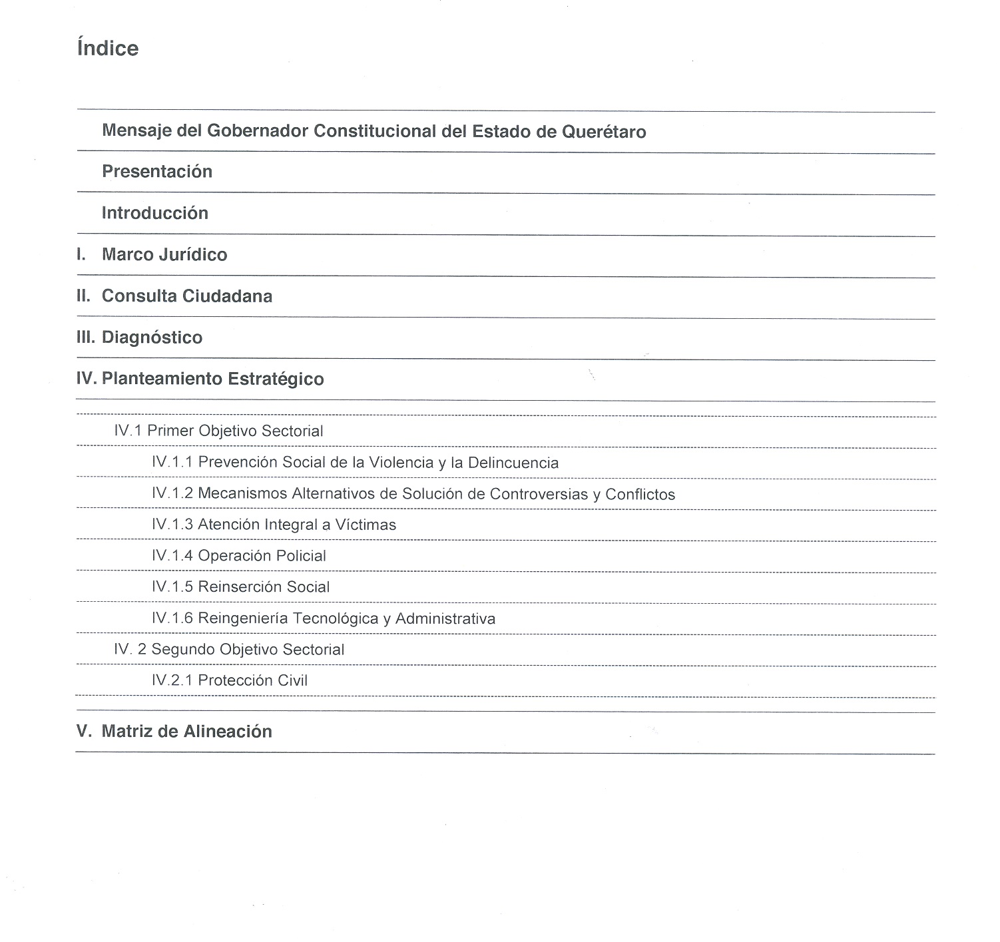 Índice
Mensaje del Gobernador Constitucional del Estado de Querétaro
Presentación
Introducción
I. Marco Jurídico
II. Consulta Ciudadana
III. Diagnóstico
IV. Planteamiento Estratégico
IV.1 Primer Objetivo Sectorial
IV.1.1 Prevención Social de la Violencia y la Delincuencia
IV.1.2 Mecanismos Alternativos de Solución de Controversias y Conflictos
IV.1.3 Atención Integral a Víctimas
IV.1.4 Operación Policial
IV.1.5 Reinserción Social
IV.1.6 Reingeniería Tecnológica y Administrativa
IV. 2 Segundo Objetivo Sectorial
IV.2.1 Protección Civil
V. Matriz de Alineación